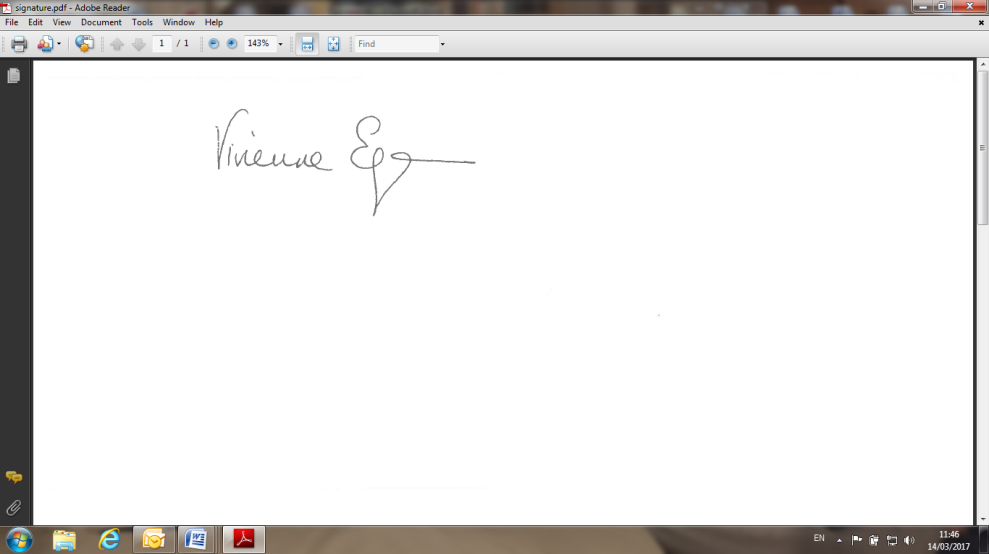 signature.pdf - Adobe Reader
File Edit View Document Tools Window Help
1 / 1 143% Find
Vivienne
EN 11:46
14/03/2017